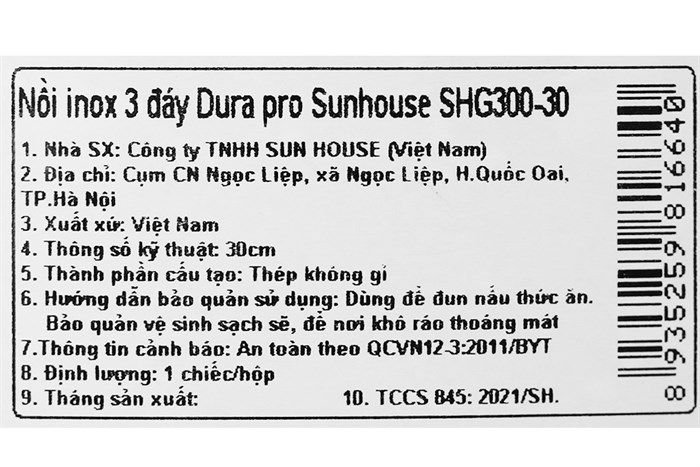 Nồi inox 3 đáy Dura pro Sunhouse SHG300-30
1. Nhà SX: Công ty TNHH SUN HOUSE (Việt Nam)
2. Địa chỉ: Cụm CN Ngọc Liệp, xã Ngọc Liệp, H.Quốc Oai,
TP.Hà Nội
3. Xuất xứ: Việt Nam
4. Thông số kỹ thuật: 30cm
5. Thành phần cấu tạo: Thép không gỉ
6. Hướng dẫn bảo quản sử dụng: Dùng để đun nấu thức ăn.
Bảo quản vệ sinh sạch sẽ, để nơi khô ráo thoáng mát
7.Thông tin cảnh báo: An toàn theo QCVN12-3:2011/BYT
8. Định lượng: 1 chiếc/hộp
9. Tháng sản xuất: 10. TCCS 845: 2021/SH.
8935259816640